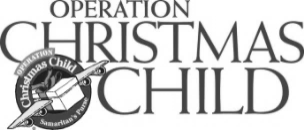 OPERATION
CHRISTMAS
CHILD
OPERATION
Christmas Child
Samaritan's Purse
®